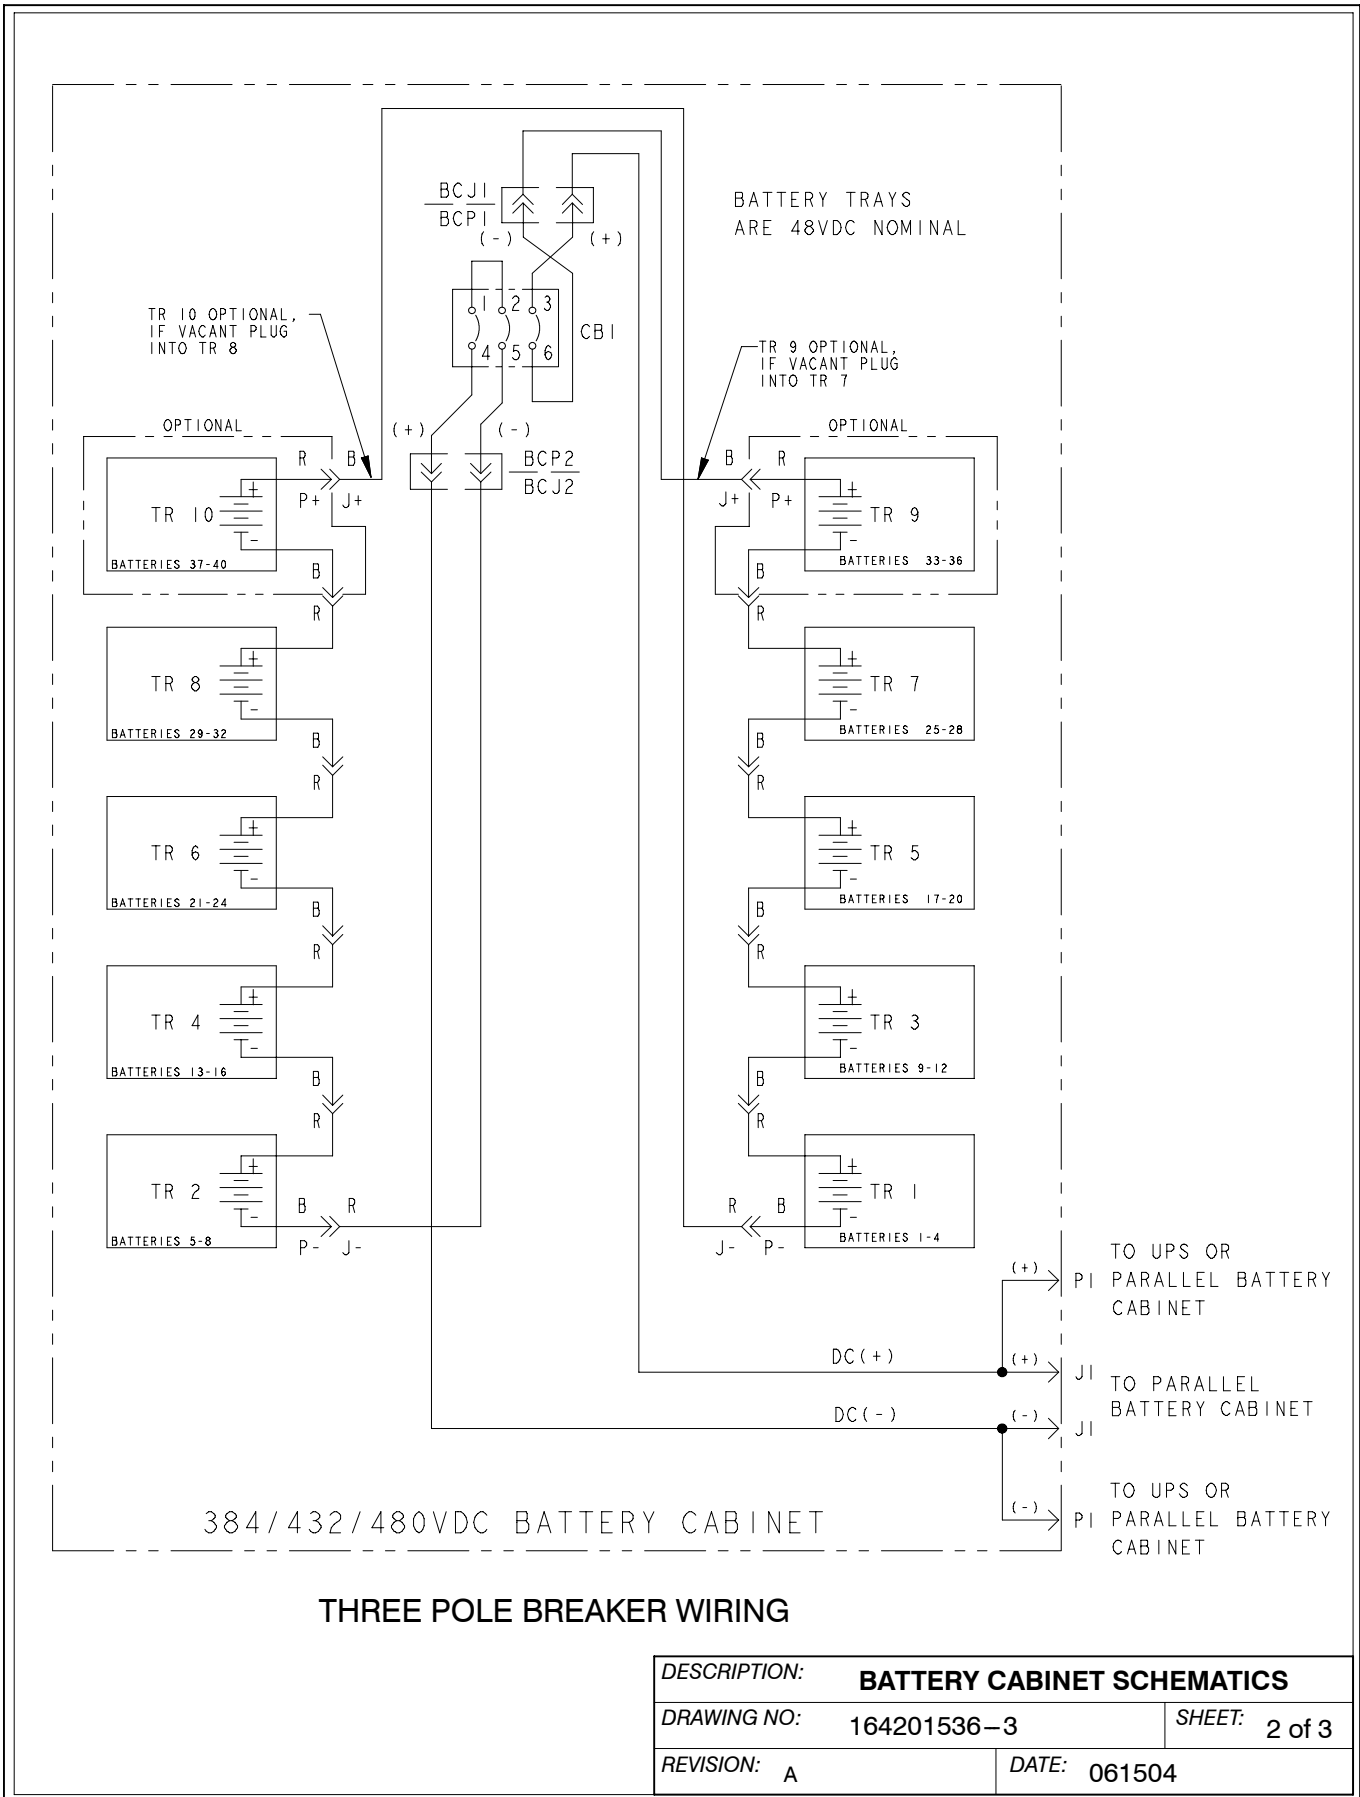 BCJ1
BCP1
(-)
(+)
BATTERY TRAYS
ARE 48VDC NOMINAL
1 2 3
4 5 6
CB1
TR 10 OPTIONAL,
IF VACANT PLUG
INTO TR 8
TR 9 OPTIONAL,
IF VACANT PLUG
INTO TR 7
(+)
(-)
BCP2
BCJ2
OPTIONAL
R B
P+ J+
+
TR 10
-
BATTERIES 37-40
B
R
+
TR 8
-
BATTERIES 29-32
B
R
+
TR 6
-
BATTERIES 21-24
B
R
+
TR 4
-
BATTERIES 13-16
B
R
+
TR 2
-
BATTERIES 5-8
B R
P- J-
OPTIONAL
B R
J+ P+
+
TR 9
-
BATTERIES 33-36
B
R
+
TR 7
-
BATTERIES 25-28
B
R
+
TR 5
-
BATTERIES 17-20
B
R
+
TR 3
-
BATTERIES 9-12
B
R
+
TR 1
-
BATTERIES 1-4
R B
J- P-
(+)
P1
TO UPS OR
PARALLEL BATTERY
CABINET
DC(+)
(+)
J1
TO PARALLEL
BATTERY CABINET
DC(-)
(-)
J1
(-)
P1
TO UPS OR
PARALLEL BATTERY
CABINET
384/432/480VDC BATTERY CABINET
THREE POLE BREAKER WIRING
DESCRIPTION: BATTERY CABINET SCHEMATICS
DRAWING NO: 164201536-3
SHEET: 2 of 3
REVISION: A
DATE: 061504